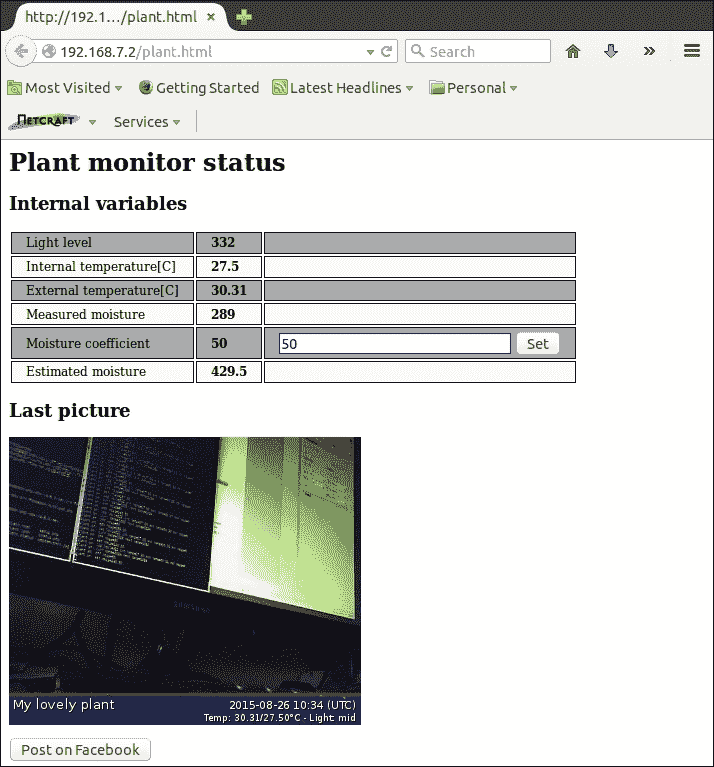 http://192.1…/plant.html
192.168.7.2/plant.html
Search
Most Visited
Getting Started
Latest Headlines
Personal
NETCRAFT
Services
Plant monitor status
Internal variables
Light level 332
Internal temperature[C] 27.5
External temperature[C] 30.31
Measured moisture 289
Moisture coefficient 50 50 Set
Estimated moisture 429.5
Last picture
SAMSUNG
My lovely plant 2015-08-26 10:34 (UTC)
Temp: 30.31/27.50°C - Light: mid
Post on Facebook